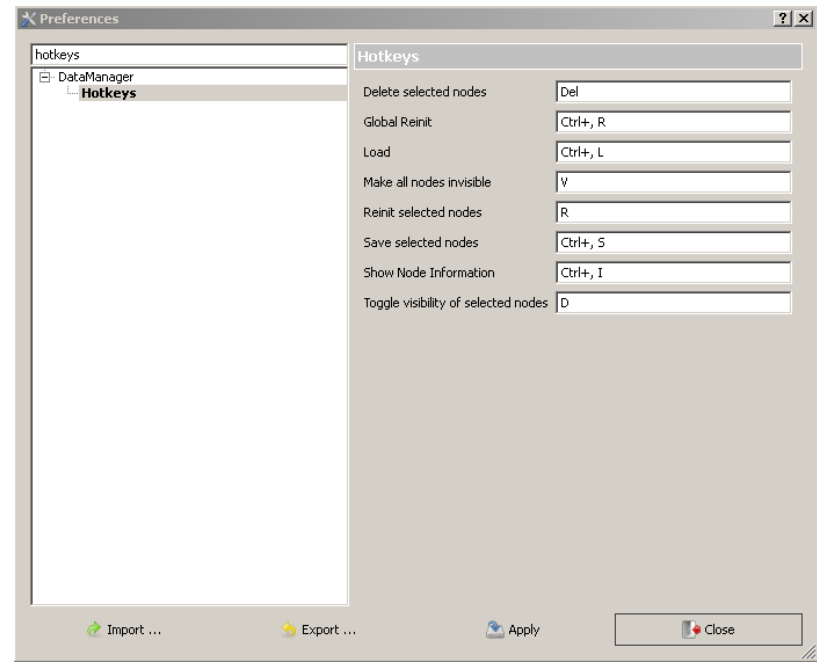 Preferences
hotkeys
DataManager
Hotkeys
Hotkeys
Delete selected nodes Del
Global Reinit Ctrl+, R
Load Ctrl+, L
Make all nodes invisible V
Reinit selected nodes R
Save selected nodes Ctrl+, S
Show Node Information Ctrl+, I
Toggle visibility of selected nodes D
Import ... Export ... Apply Close